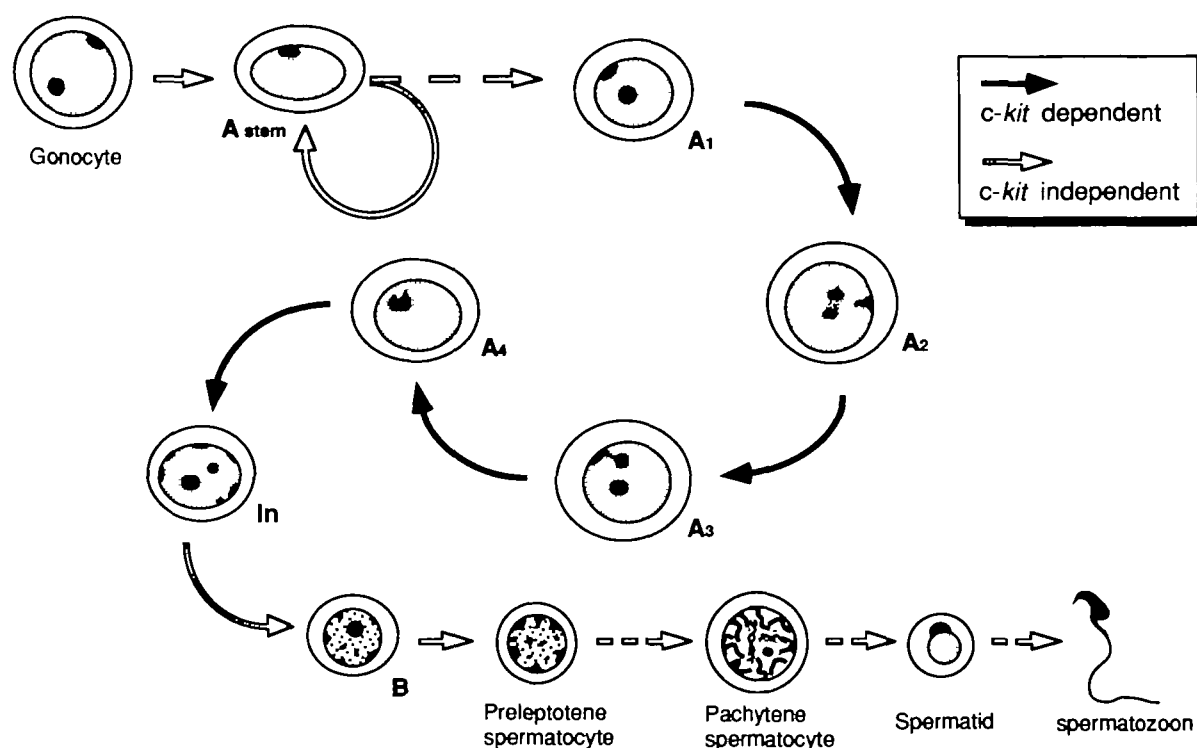 Gonocyte
A stem
A1
c-kit dependent
c-kit independent
A2
A4
A3
In
B
Preleptotene
spermatocyte
Pachytene
spermatocyte
Spermatid
spermatozoon